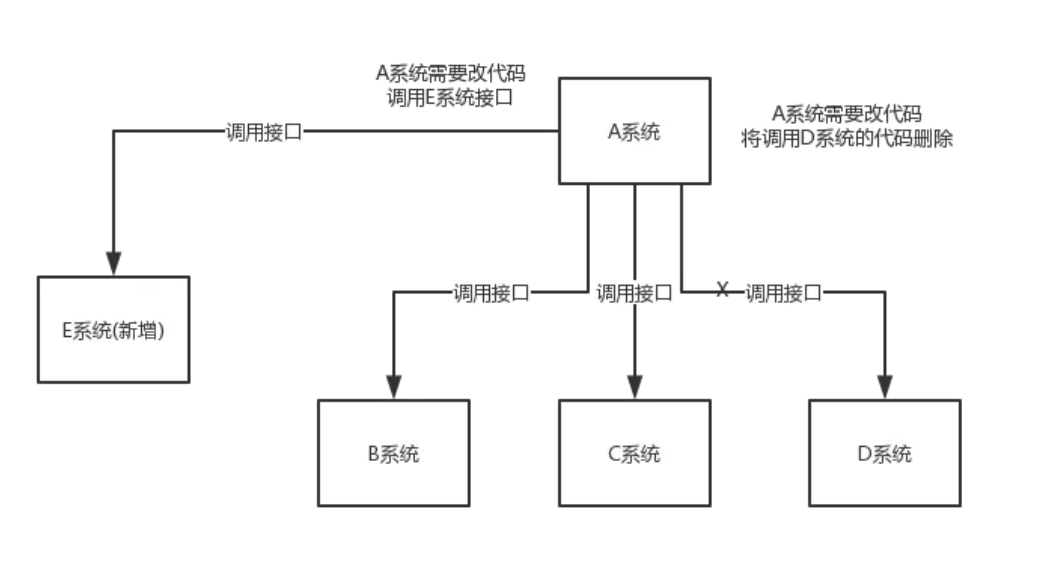 A系统需要改代码
调用E系统接口
A系统
A系统需要改代码
将调用D系统的代码删除
调用接口
E系统(新增)
调用接口
调用接口
X
调用接口
B系统
C系统
D系统